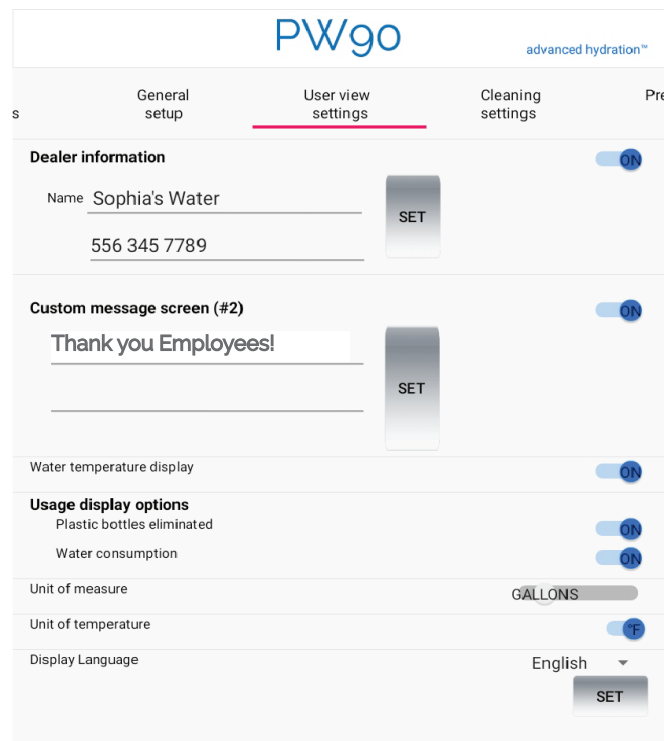 PW90
advanced hydration™
s
General
setup
User view
settings
Cleaning
settings
Pre
Dealer information
ON
Name Sophia's Water
SET
556 345 7789
Custom message screen (#2)
ON
Thank you Employees!
SET
Water temperature display
ON
Usage display options
Plastic bottles eliminated
ON
Water consumption
ON
Unit of measure
GALLONS
Unit of temperature
°F
Display Language
English
SET